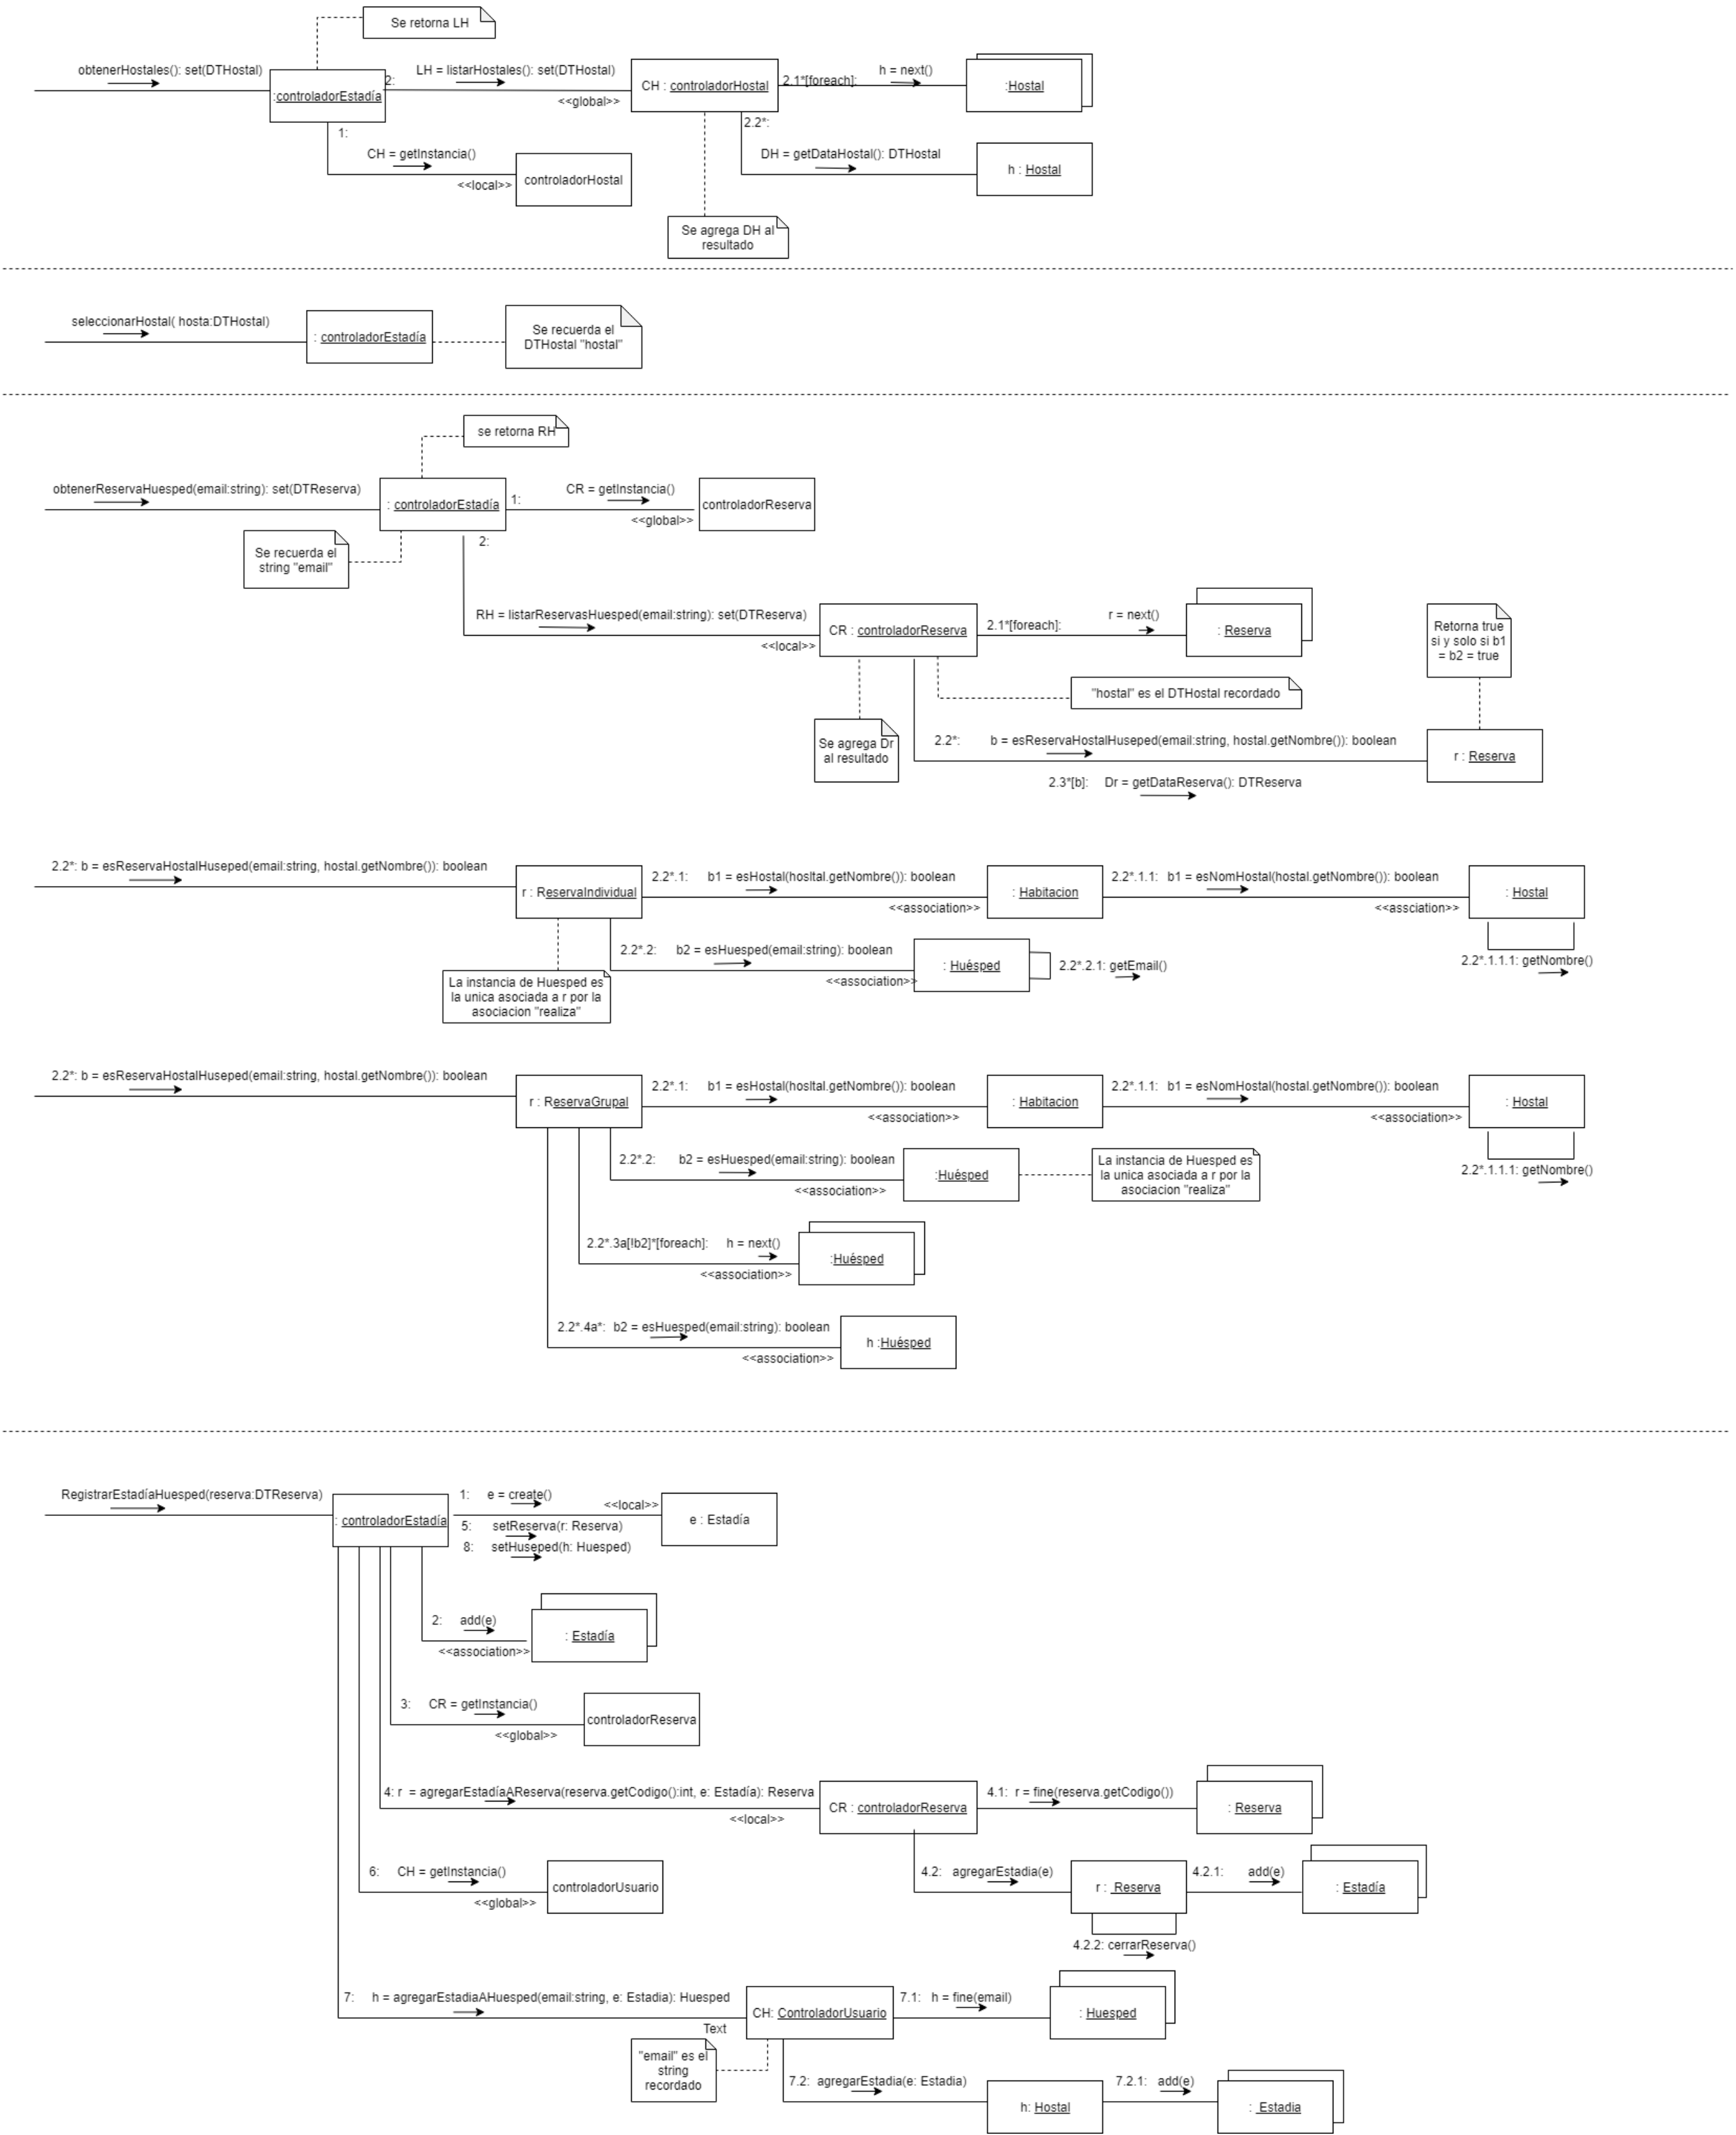 Se retorna LH
obtenerHostales(): set(DTHostal)
:controladorEstadía
2:
LH = listarHostales(): set(DTHostal)
<<global>>
CH : controladorHostal
2.1*[foreach]:
h = next()
:Hostal
1:
CH = getInstancia()
<<local>>
controladorHostal
2.2*:
DH = getDataHostal(): DTHostal
h : Hostal
Se agrega DH al
resultado
seleccionarHostal( hosta:DTHostal)
: controladorEstadía
Se recuerda el
DTHostal "hostal"
se retorna RH
obtenerReservaHuesped(email:string): set(DTReserva)
: controladorEstadía
1:
CR = getInstancia()
<<global>>
controladorReserva
Se recuerda el
string "email"
2:
RH = listarReservasHuesped(email:string): set(DTReserva)
<<local>>
CR : controladorReserva
2.1*[foreach]:
r = next()
: Reserva
Retorna true
si y solo si b1
= b2 = true
"hostal" es el DTHostal recordado
Se agrega Dr
al resultado
2.2*:
b = esReservaHostalHuseped(email:string, hostal.getNombre()): boolean
r : Reserva
2.3*[b]:
Dr = getDataReserva(): DTReserva
2.2*: b = esReservaHostalHuseped(email:string, hostal.getNombre()): boolean
r : ReservaIndividual
2.2*.1:
b1 = esHostal(hosltal.getNombre()): boolean
<<association>>
: Habitacion
2.2*.1.1: b1 = esNomHostal(hostal.getNombre()): boolean
<<assciation>>
: Hostal
2.2*.1.1.1: getNombre()
2.2*.2:
b2 = esHuesped(email:string): boolean
<<association>>
: Huésped
2.2*.2.1: getEmail()
La instancia de Huesped es
la unica asociada a r por la
asociacion "realiza"
2.2*: b = esReservaHostalHuseped(email:string, hostal.getNombre()): boolean
r : ReservaGrupal
2.2*.1:
b1 = esHostal(hosltal.getNombre()): boolean
<<association>>
: Habitacion
2.2*.1.1: b1 = esNomHostal(hostal.getNombre()): boolean
<<association>>
: Hostal
2.2*.1.1.1: getNombre()
2.2*.2:
b2 = esHuesped(email:string): boolean
<<association>>
:Huésped
La instancia de Huesped es
la unica asociada a r por la
asociacion "realiza"
2.2*.3a[!b2]*[foreach]:
h = next()
<<association>>
:Huésped
2.2*.4a*: b2 = esHuesped(email:string): boolean
<<association>>
h :Huésped
RegistrarEstadíaHuesped(reserva:DTReserva)
: controladorEstadía
1:
e = create()
<<local>>
e : Estadía
5:
setReserva(r: Reserva)
8:
setHuseped(h: Huesped)
2:
add(e)
<<association>>
: Estadía
3:
CR = getInstancia()
<<global>>
controladorReserva
4: r = agregarEstadíaAReserva(reserva.getCodigo():int, e: Estadía): Reserva
<<local>>
CR : controladorReserva
4.1: r = fine(reserva.getCodigo())
: Reserva
6:
CH = getInstancia()
<<global>>
controladorUsuario
4.2: agregarEstadia(e)
r : Reserva
4.2.1:
add(e)
: Estadía
4.2.2: cerrarReserva()
7:
h = agregarEstadiaAHuesped(email:string, e: Estadia): Huesped
Text
CH: ControladorUsuario
7.1: h = fine(email)
: Huesped
"email" es el
string
recordado
7.2: agregarEstadia(e: Estadia)
h: Hostal
7.2.1: add(e)
: Estadia